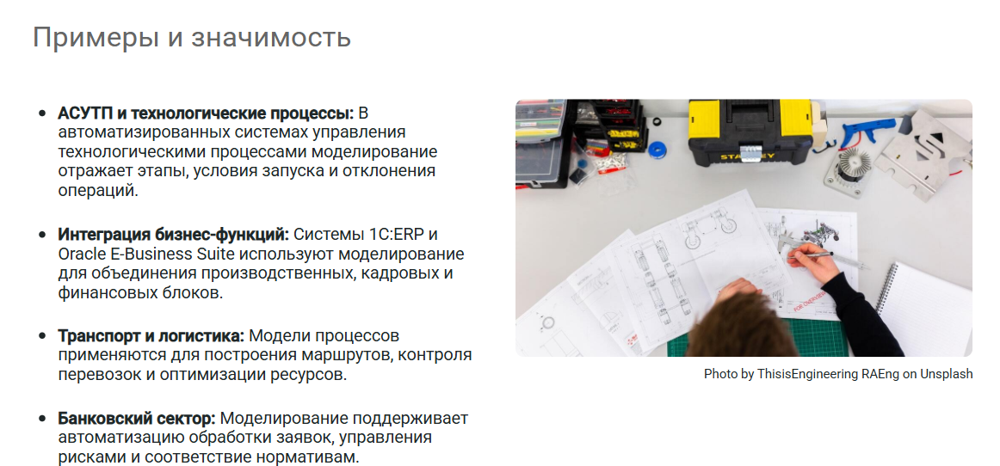 Примеры и значимость
АСУТП и технологические процессы: В
автоматизированных системах управления
технологическими процессами моделирование
отражает этапы, условия запуска и отклонения
операций.
Интеграция бизнес-функций: Системы 1С:ERP и
Oracle E-Business Suite используют моделирование
для объединения производственных, кадровых и
финансовых блоков.
Транспорт и логистика: Модели процессов
применяются для построения маршрутов, контроля
перевозок и оптимизации ресурсов.
Банковский сектор: Моделирование поддерживает
автоматизацию обработки заявок, управления
рисками и соответствие нормативам.
STANLEY
Photo by ThisisEngineering RAEng on Unsplash